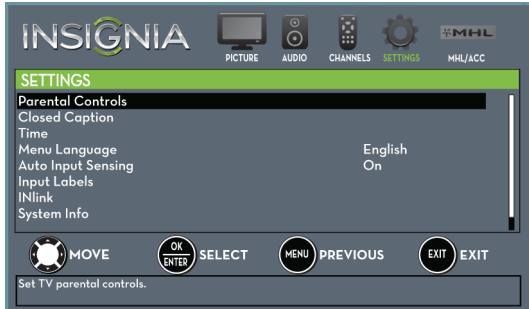 INSIGNIA
PICTURE AUDIO CHANNELS SETTINGS MHL MHL/ACC
SETTINGS
Parental Controls
Closed Caption
Time
Menu Language English
Auto Input Sensing On
Input Labels
INlink
System Info
MOVE OK ENTER SELECT MENU PREVIOUS EXIT EXIT
Set TV parental controls.